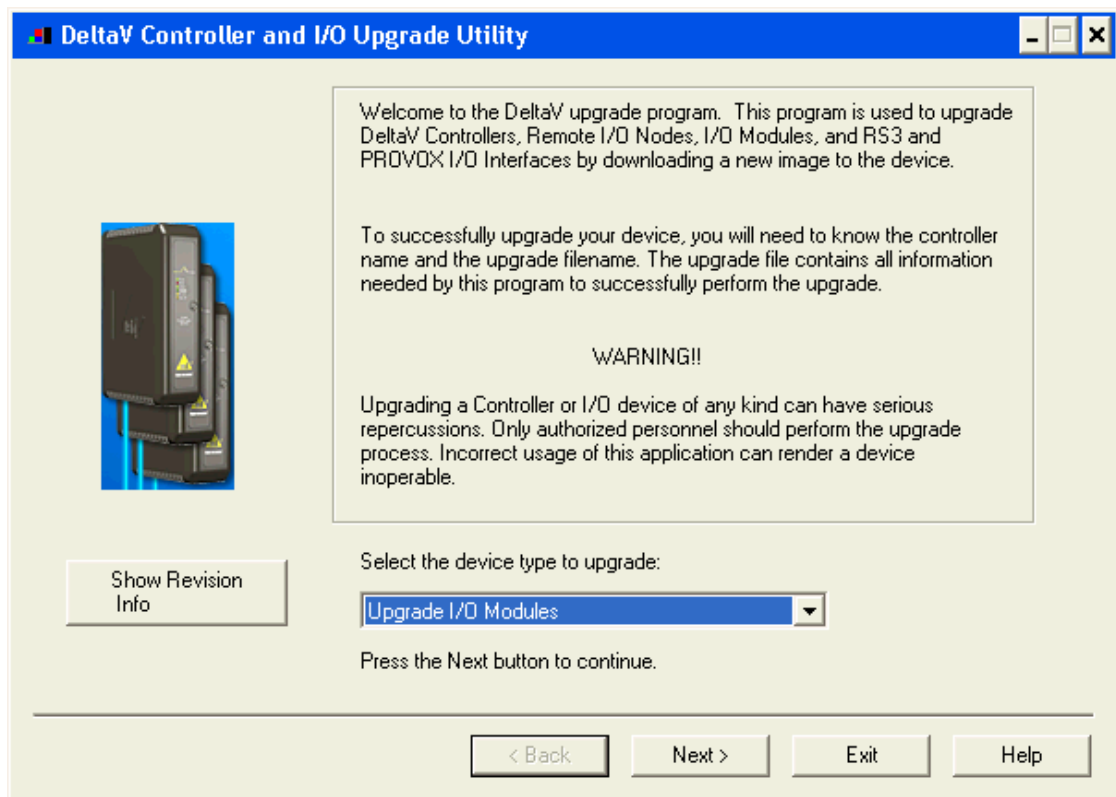 DeltaV Controller and I/O Upgrade Utility
Welcome to the DeltaV upgrade program.  This program is used to upgrade
DeltaV Controllers, Remote I/O Nodes, I/O Modules, and RS3 and
PROVOX I/O Interfaces by downloading a new image to the device.
To successfully upgrade your device, you will need to know the controller
name and the upgrade filename. The upgrade file contains all information
needed by this program to successfully perform the upgrade.
WARNING!!
Upgrading a Controller or I/O device of any kind can have serious
repercussions. Only authorized personnel should perform the upgrade
process. Incorrect usage of this application can render a device
inoperable.
Show Revision
Info
Select the device type to upgrade:
Upgrade I/O Modules
Press the Next button to continue.
< Back
Next >
Exit
Help